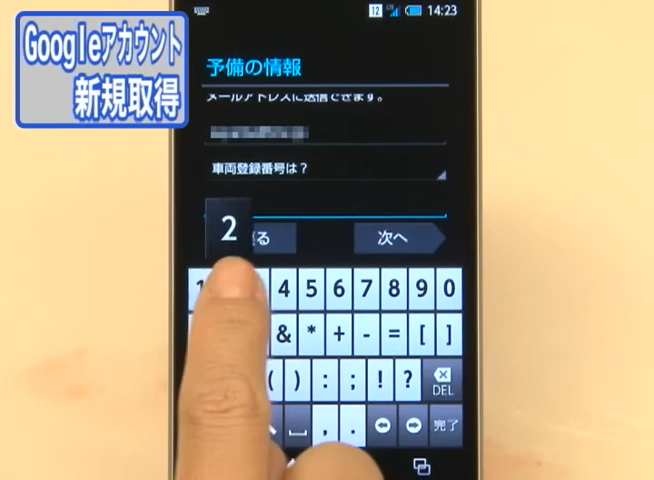 Googleアカウント
新規取得
12 LTE 14:23
予備の情報
メールアドレスに送信できます。
車両登録番号は？
2
る 次へ
1 4 5 6 7 8 9 0
& * + - = [ ]
( ) : ; ! ? DEL
, . 完了